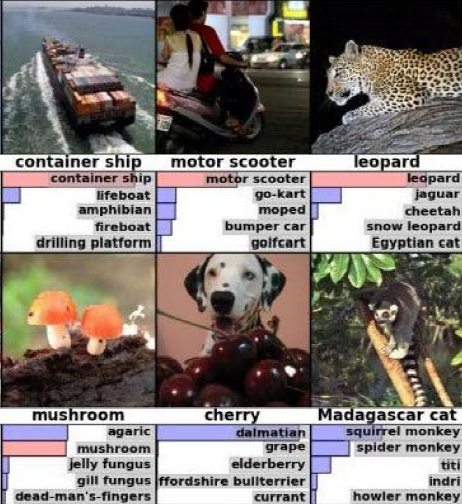 container ship
motor scooter
leopard
container ship
lifeboat
amphibian
fireboat
drilling platform
motor scooter
go-kart
moped
bumper car
golfcart
leopard
jaguar
cheetah
snow leopard
Egyptian cat
mushroom
cherry
Madagascar cat
agaric
mushroom
jelly fungus
gill fungus
dead-man's-fingers
dalmatian
grape
elderberry
ffordshire bullterrier
currant
squirrel monkey
spider monkey
titi
indri
howler monkey